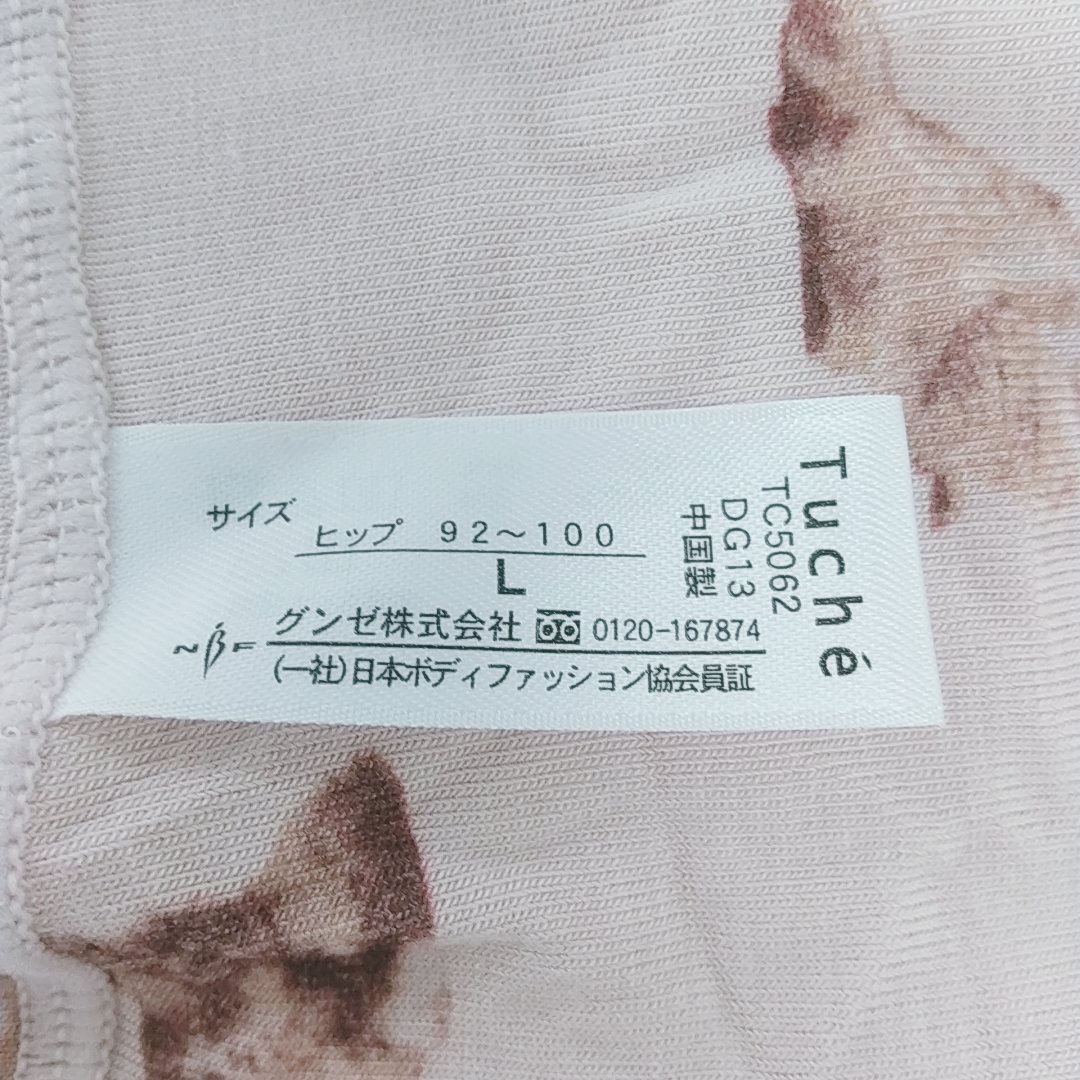 サイズ
ヒップ 92～100
L
グンゼ株式会社 0120-167874
(一社)日本ボディファッション協会会員証
Tuché
TC5062
DG13
中国製